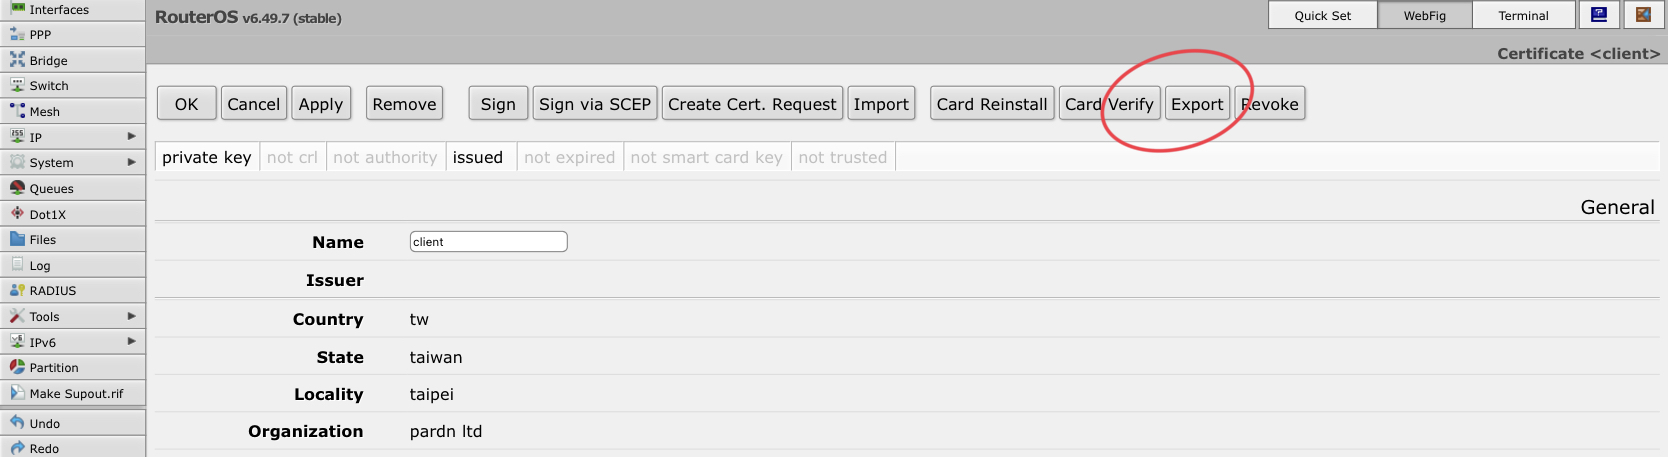 Interfaces
PPP
Bridge
Switch
Mesh
255
IP
System
Queues
Dot1X
Files
Log
RADIUS
Tools
v6
IPv6
Partition
Make Supout.rif
Undo
Redo
RouterOS v6.49.7 (stable)
Quick Set WebFig Terminal
Certificate <client>
OK Cancel Apply Remove Sign Sign via SCEP Create Cert. Request Import Card Reinstall Card Verify Export Revoke
private key not crl not authority issued not expired not smart card key not trusted
General
Name client
Issuer
Country tw
State taiwan
Locality taipei
Organization pardn ltd